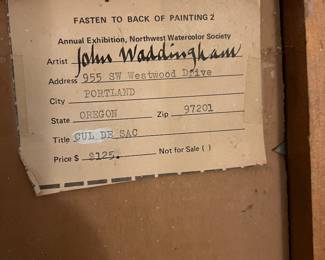 FASTEN TO BACK OF PAINTING 2
Annual Exhibition, Northwest Watercolor Society
Artist John Waddingham
Address 955 SW Westwood Drive
City PORTLAND
State OREGON Zip 97201
Title CUL DE SAC
Price $ $125. Not for Sale ( )